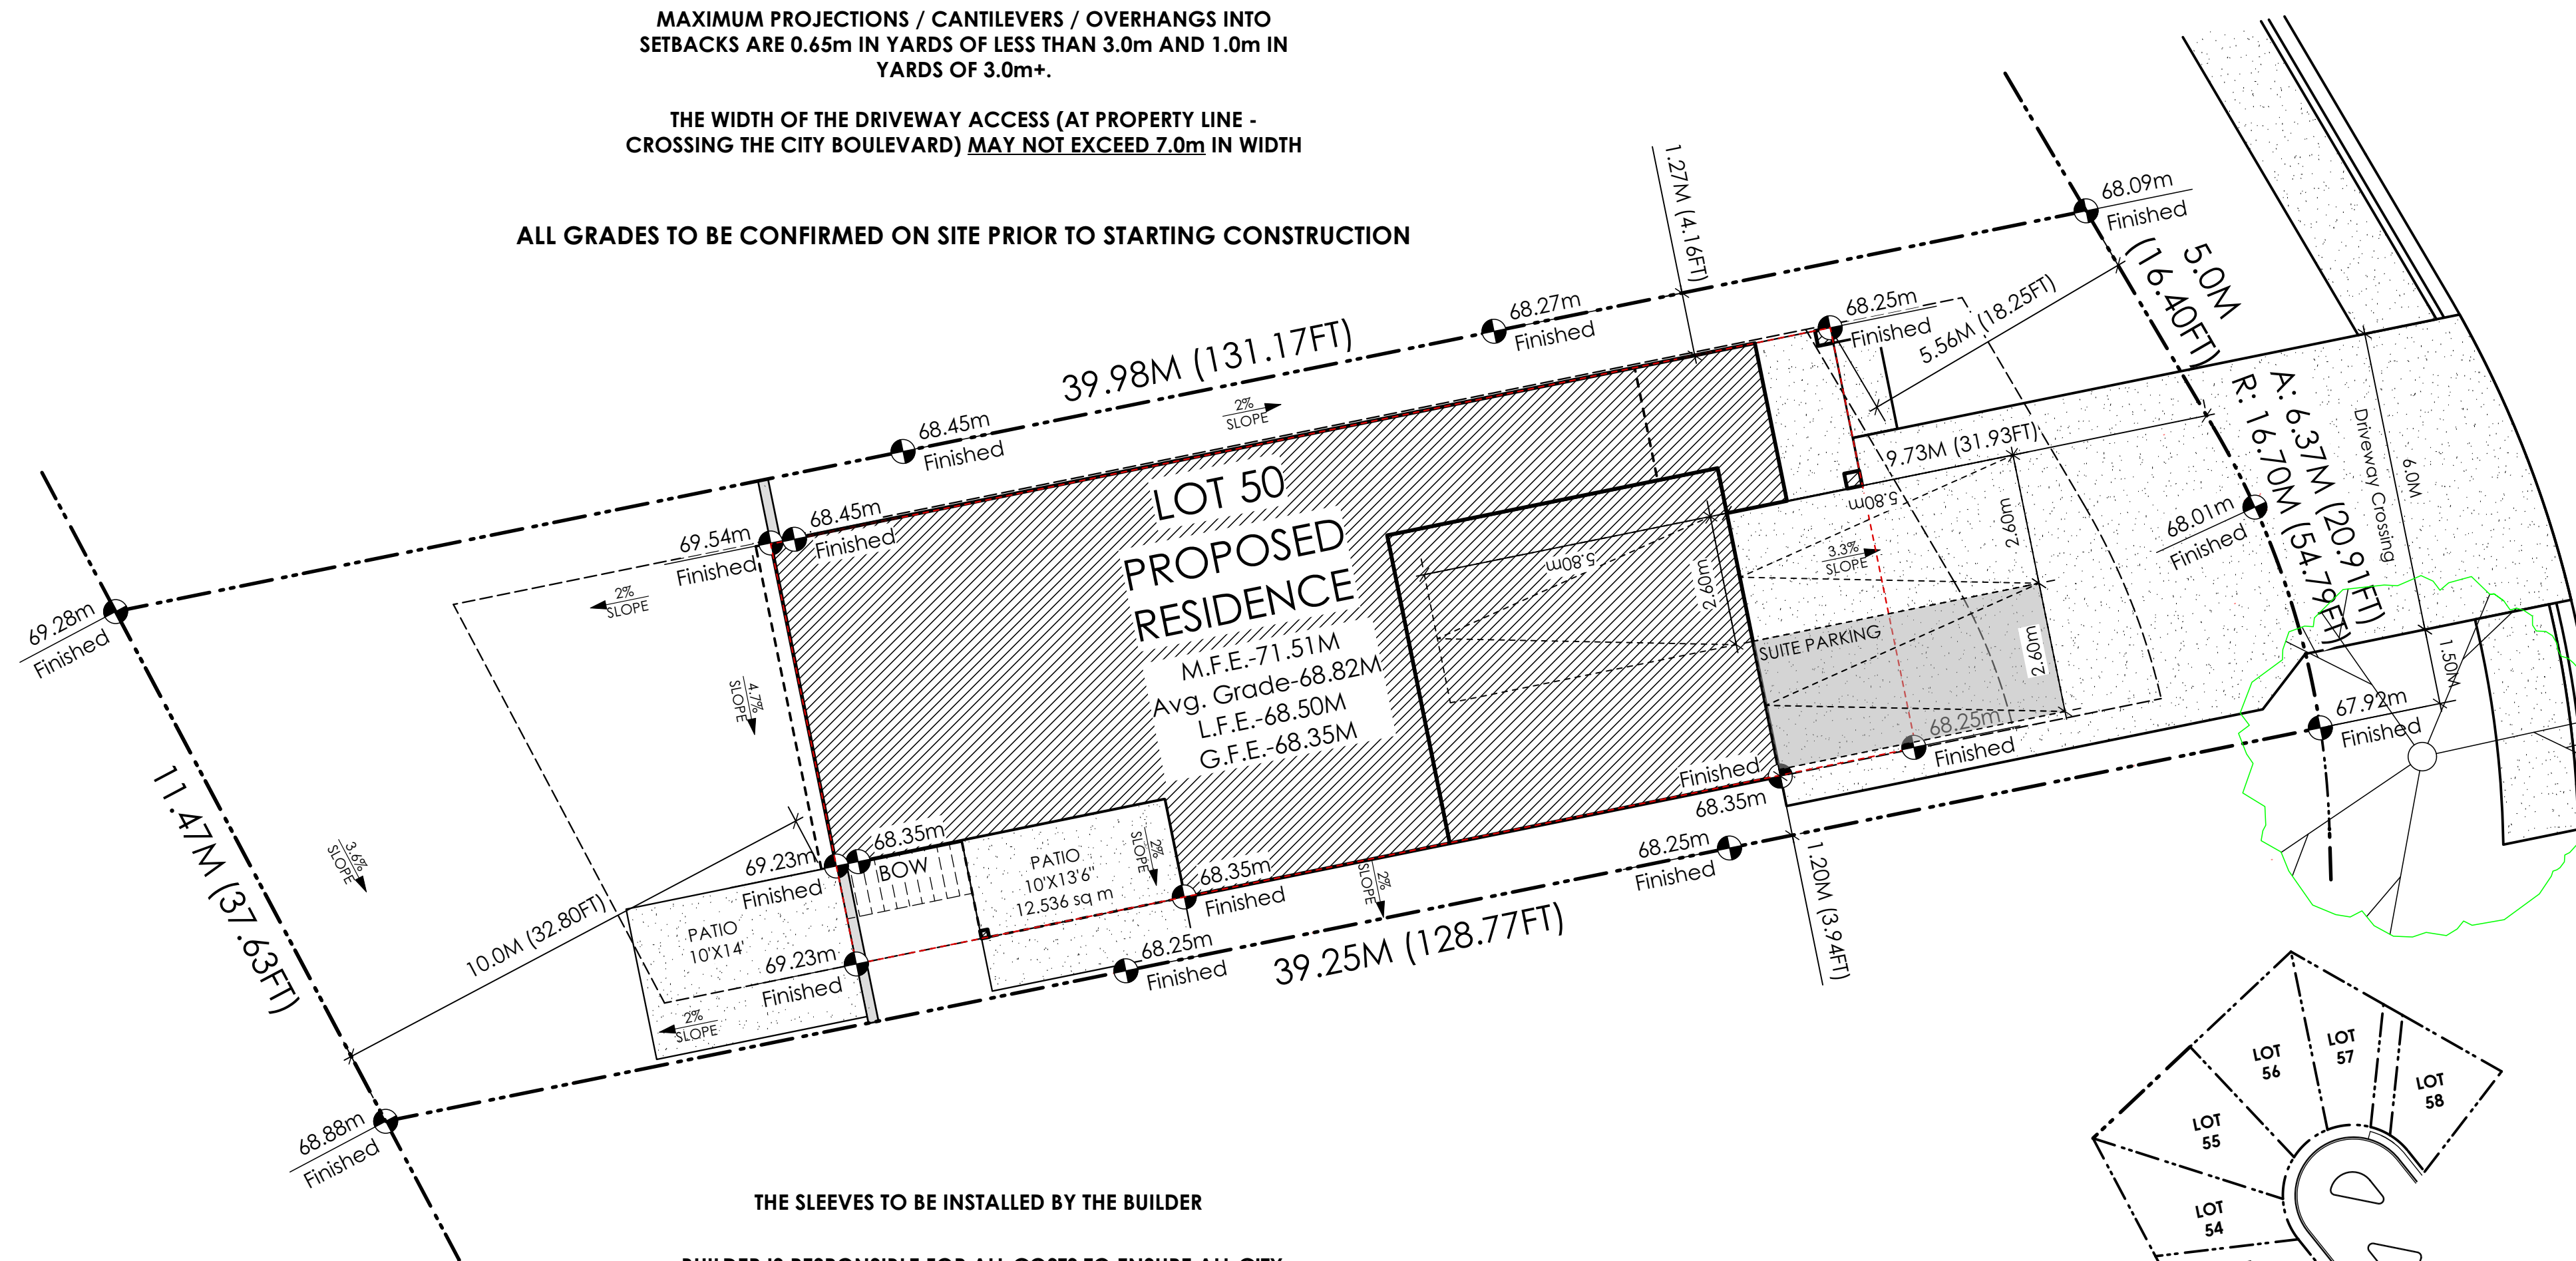 MAXIMUM PROJECTIONS / CANTILEVERS / OVERHANGS INTO
SETBACKS ARE 0.65m IN YARDS OF LESS THAN 3.0m AND 1.0m IN
YARDS OF 3.0m+.
THE WIDTH OF THE DRIVEWAY ACCESS (AT PROPERTY LINE -
CROSSING THE CITY BOULEVARD) MAY NOT EXCEED 7.0m IN WIDTH
ALL GRADES TO BE CONFIRMED ON SITE PRIOR TO STARTING CONSTRUCTION
1.27M (4.16FT)
68.09m
Finished
5.0M
(16.40FT)
68.27m
Finished
68.25m
Finished
5.56M (18.25FT)
39.98M (131.17FT)
2%
SLOPE
68.45m
Finished
A: 6.37M (20.91FT)
R: 16.70M (54.79FT)
Driveway Crossing
6.0M
9.73M (31.93FT)
5.80m
2.60m
68.01m
Finished
3.3%
SLOPE
LOT 50
PROPOSED
RESIDENCE
M.F.E.-71.51M
Avg. Grade-68.82M
L.F.E.-68.50M
G.F.E.-68.35M
5.80m
2.60m
68.45m
Finished
69.54m
Finished
2%
SLOPE
69.28m
Finished
4.7%
SLOPE
SUITE PARKING
2.60m
1.50M
67.92m
Finished
68.25m
Finished
Finished
68.35m
68.25m
Finished
1.20M (3.94FT)
11.47M (37.63FT)
3.6%
SLOPE
10.0M (32.80FT)
69.23m
Finished
68.35m
BOW
PATIO
10'X13'6"
12.536 sq m
2%
SLOPE
68.35m
Finished
2%
SLOPE
PATIO
10'X14'
69.23m
Finished
2%
SLOPE
68.25m
Finished
39.25M (128.77FT)
68.88m
Finished
LOT
57
LOT
56
LOT
58
LOT
55
LOT
54
THE SLEEVES TO BE INSTALLED BY THE BUILDER
BUILDER IS RESPONSIBLE FOR ALL COSTS TO ENSURE ALL CITY